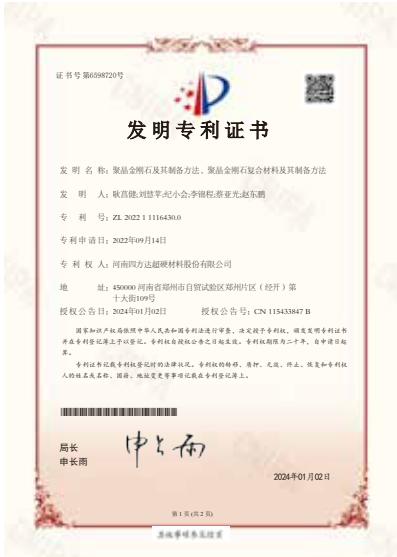 证书号第6598720号
发明专利证书
发 明 名 称：聚晶金刚石及其制备方法、聚晶金刚石复合材料及其制备方法
发 明 人：耿莒健;刘慧苹;纪小会;李锦程;蔡亚光;赵东鹏
专 利 号：ZL 2022 1 1116430.0
专利申请日：2022年09月14日
专 利 权 人：河南四方达超硬材料股份有限公司
地 址：450000 河南省郑州市自贸试验区郑州片区（经开）第
十大街109号
授权公告日：2024年01月02日 授权公告号：CN 115433847 B
国家知识产权局依照中华人民共和国专利法进行审查，决定授予专利权，颁发发明专利证书
并在专利登记簿上予以登记。专利权自授权公告之日起生效。专利权期限为二十年，自申请日起
算。
专利证书记载专利权登记时的法律状况。专利权的转移、质押、无效、终止、恢复和专利权
人的姓名或名称、国籍、地址变更等事项记载在专利登记簿上。
局长
申长雨
申长雨
2024年01月02日
第 1 页 (共 2 页)
其他事项参见续页